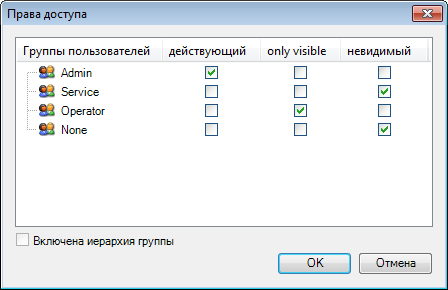 Права доступа
Группы пользователей действующий only visible невидимый
Admin
Service
Operator
None
Включена иерархия группы
OK Отмена